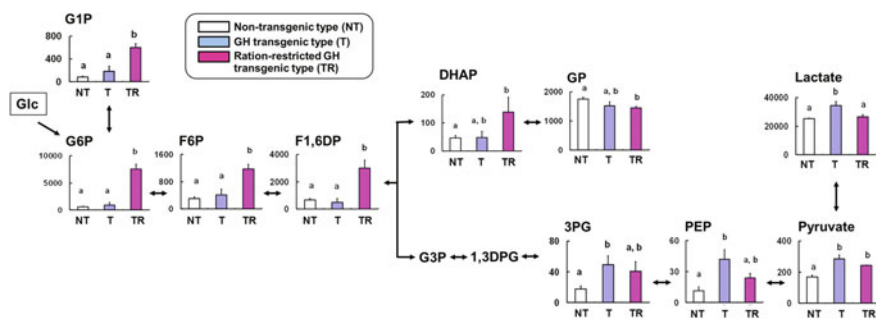 G1P
800
400
0
a
a
b
NT
T
TR
Non-transgenic type (NT)
GH transgenic type (T)
Ration-restricted GH
transgenic type (TR)
Glc
G6P
10000
5000
0
a
a
b
NT
T
TR
F6P
1600
800
0
a
a
b
NT
T
TR
F1,6DP
4000
2000
0
a
a
b
NT
T
TR
DHAP
200
100
0
a
a, b
b
NT
T
TR
GP
2000
1000
0
a
a, b
b
NT
T
TR
Lactate
40000
20000
0
a
b
a
NT
T
TR
G3P
1,3DPG
3PG
80
40
0
a
b
a, b
NT
T
TR
PEP
60
30
0
a
b
a, b
NT
T
TR
Pyruvate
400
200
0
a
b
b
NT
T
TR